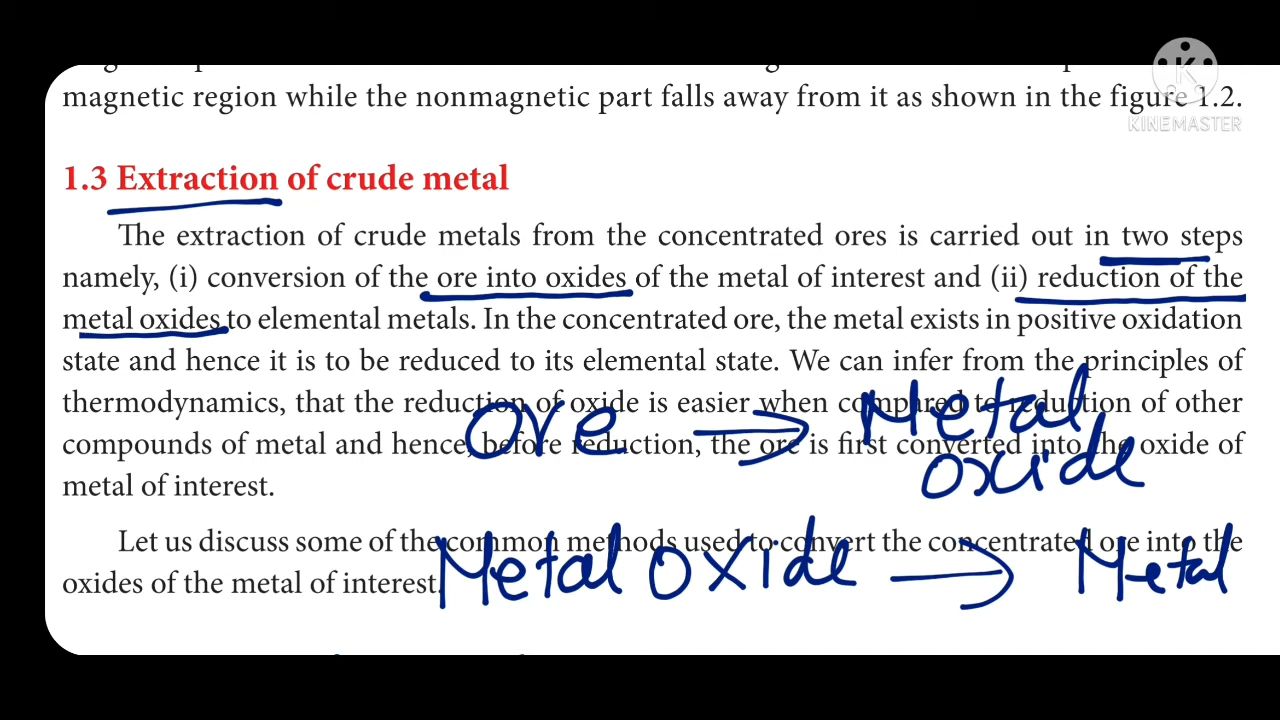 magnetic region while the nonmagnetic part falls away from it as shown in the figure 1.2.
K
KINEMASTER
1.3 Extraction of crude metal
The extraction of crude metals from the concentrated ores is carried out in two steps
namely, (i) conversion of the ore into oxides of the metal of interest and (ii) reduction of the
metal oxides to elemental metals. In the concentrated ore, the metal exists in positive oxidation
state and hence it is to be reduced to its elemental state. We can infer from the principles of
thermodynamics, that the reduction of oxide is easier when compared to reduction of other
compounds of metal and hence, before reduction, the ore is first converted into the oxide of
metal of interest.
Ore → Metal
oxide
Let us discuss some of the common methods used to convert the concentrated ore into the
oxides of the metal of interest.
Metal oxide → Metal